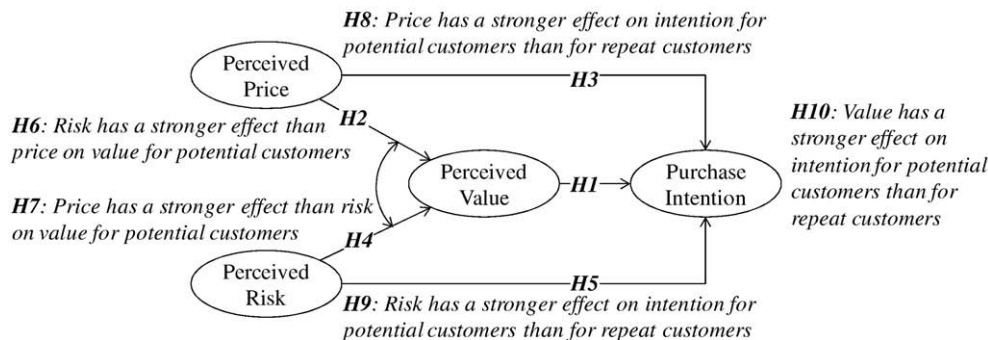 H8: Price has a stronger effect on intention for
potential customers than for repeat customers
Perceived
Price
H3
H2
H6: Risk has a stronger effect than
price on value for potential customers
H10: Value has a
stronger effect on
intention for potential
customers than for
repeat customers
Perceived
Value
H1
Purchase
Intention
H7: Price has a stronger effect than risk
on value for potential customers
H4
Perceived
Risk
H5
H9: Risk has a stronger effect on intention for
potential customers than for repeat customers